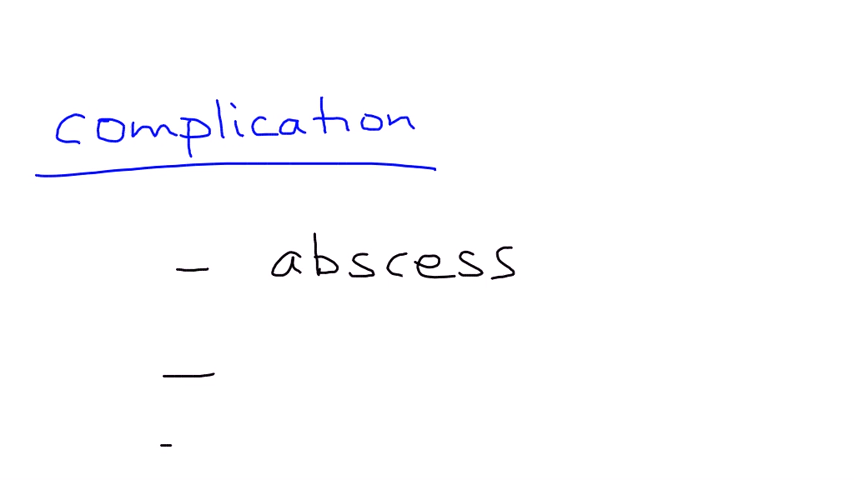 complication
- abscess
-
-